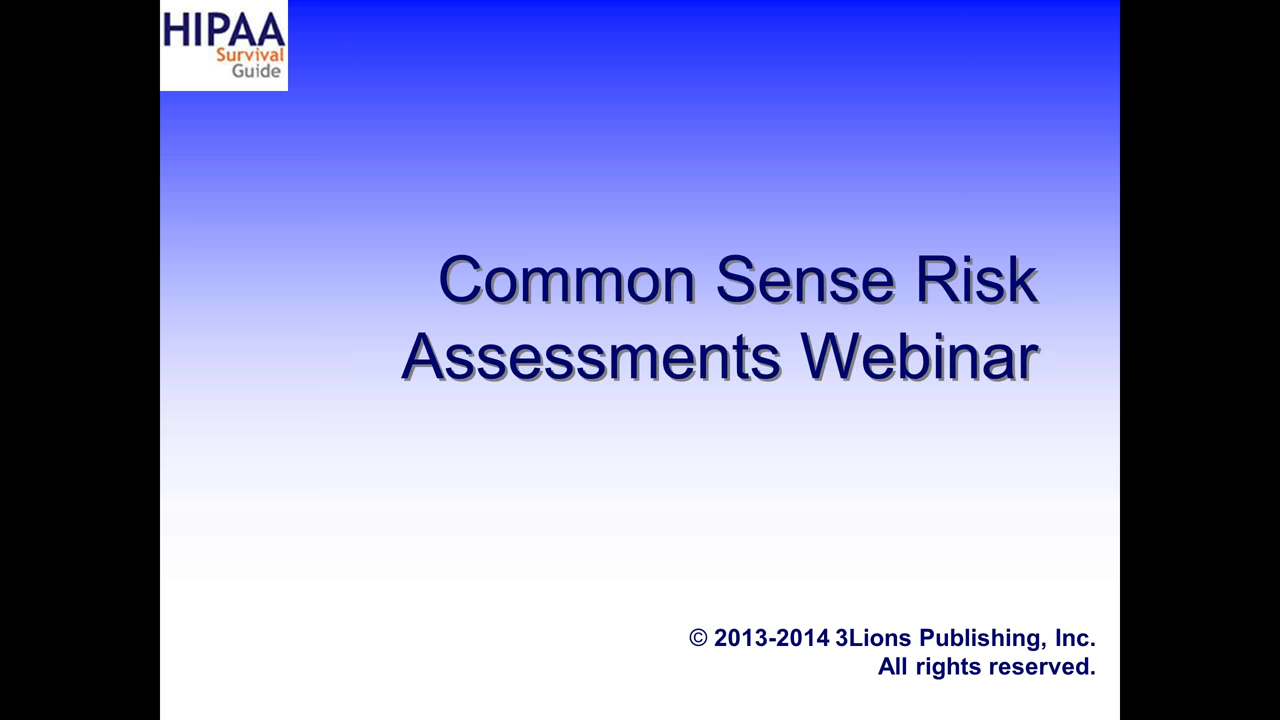 HIPAA
Survival
Guide
Common Sense Risk
Assessments Webinar
© 2013-2014 3Lions Publishing, Inc.
All rights reserved.